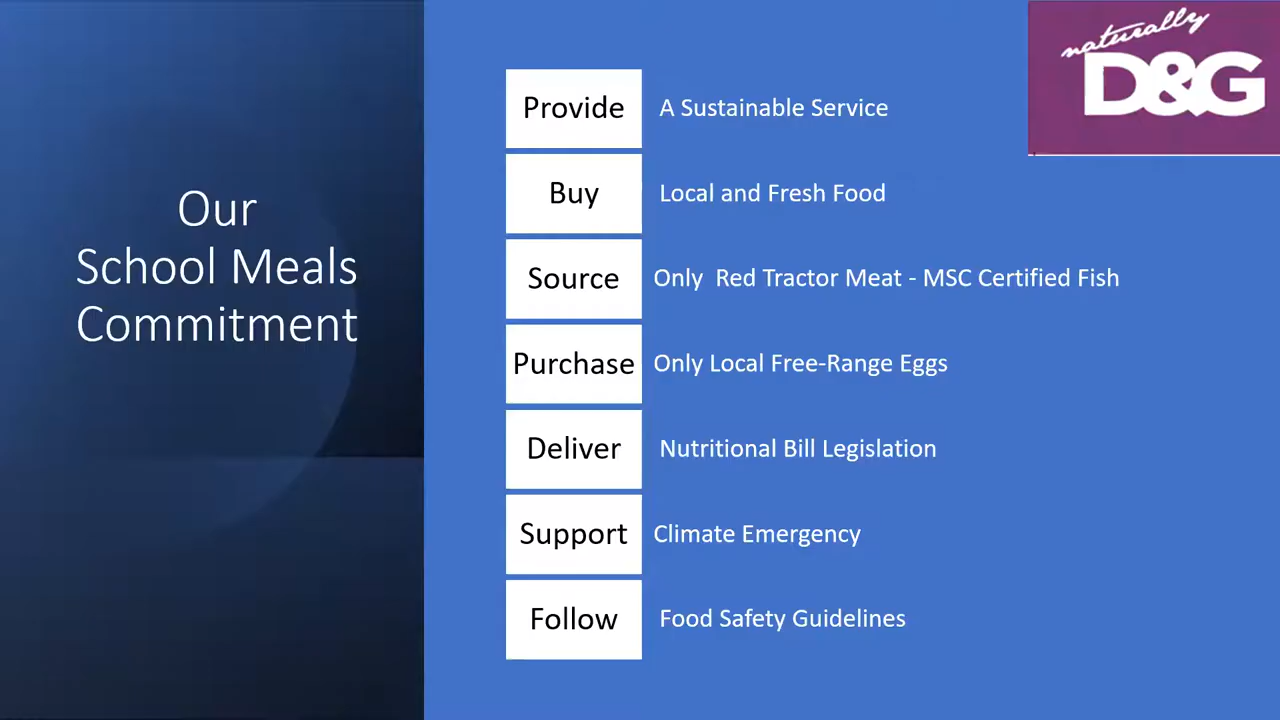 naturally
D&G
Our
School Meals
Commitment
Provide A Sustainable Service
Buy Local and Fresh Food
Source Only  Red Tractor Meat - MSC Certified Fish
Purchase Only Local Free-Range Eggs
Deliver Nutritional Bill Legislation
Support Climate Emergency
Follow Food Safety Guidelines